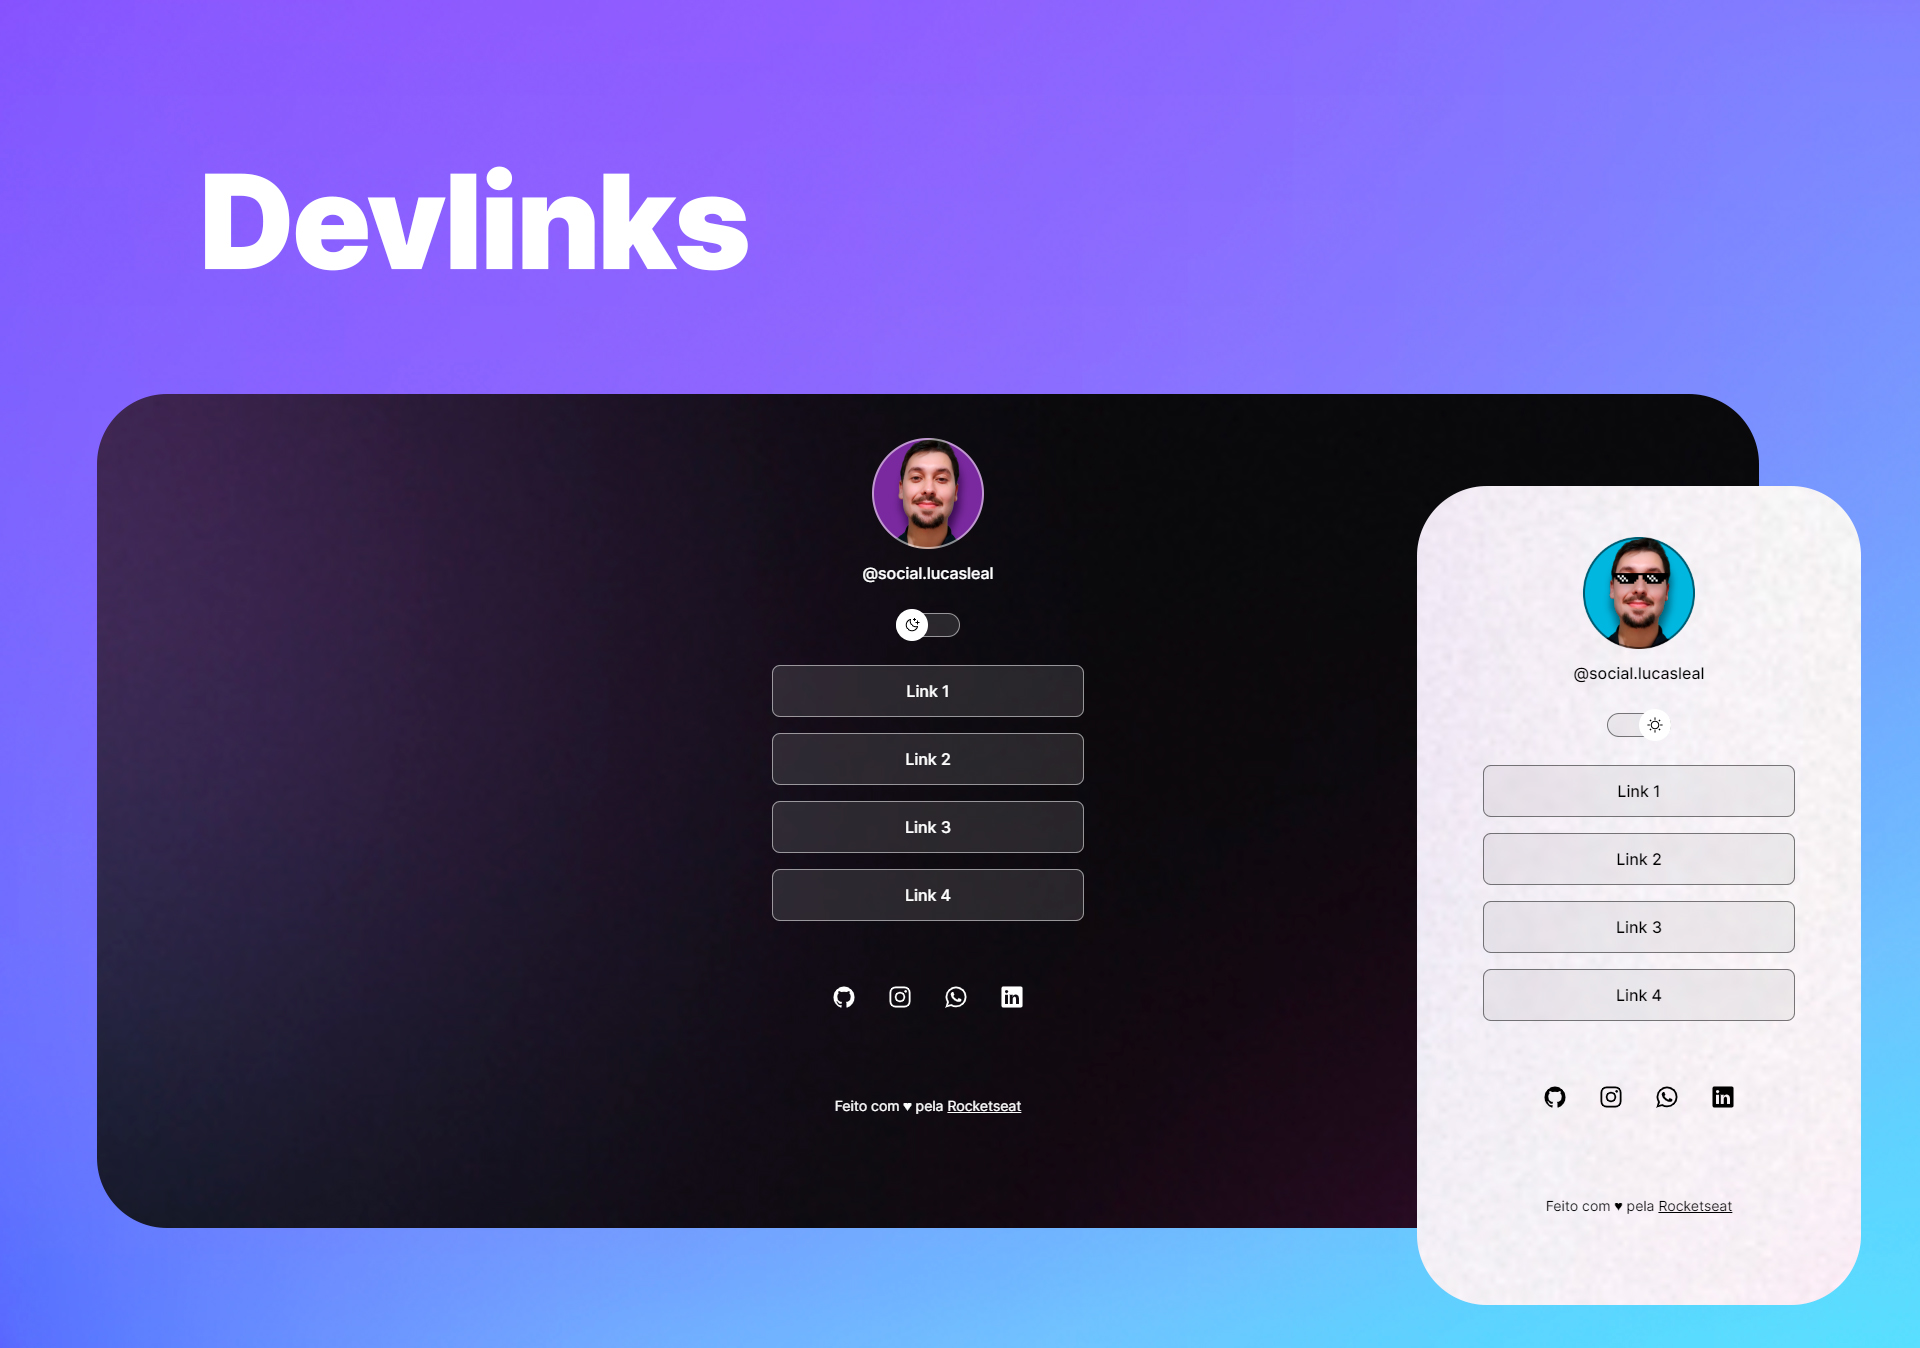 Devlinks
@social.lucasleal
Link 1
Link 2
Link 3
Link 4
Feito com ♥ pela Rocketseat
@social.lucasleal
Link 1
Link 2
Link 3
Link 4
Feito com ♥ pela Rocketseat